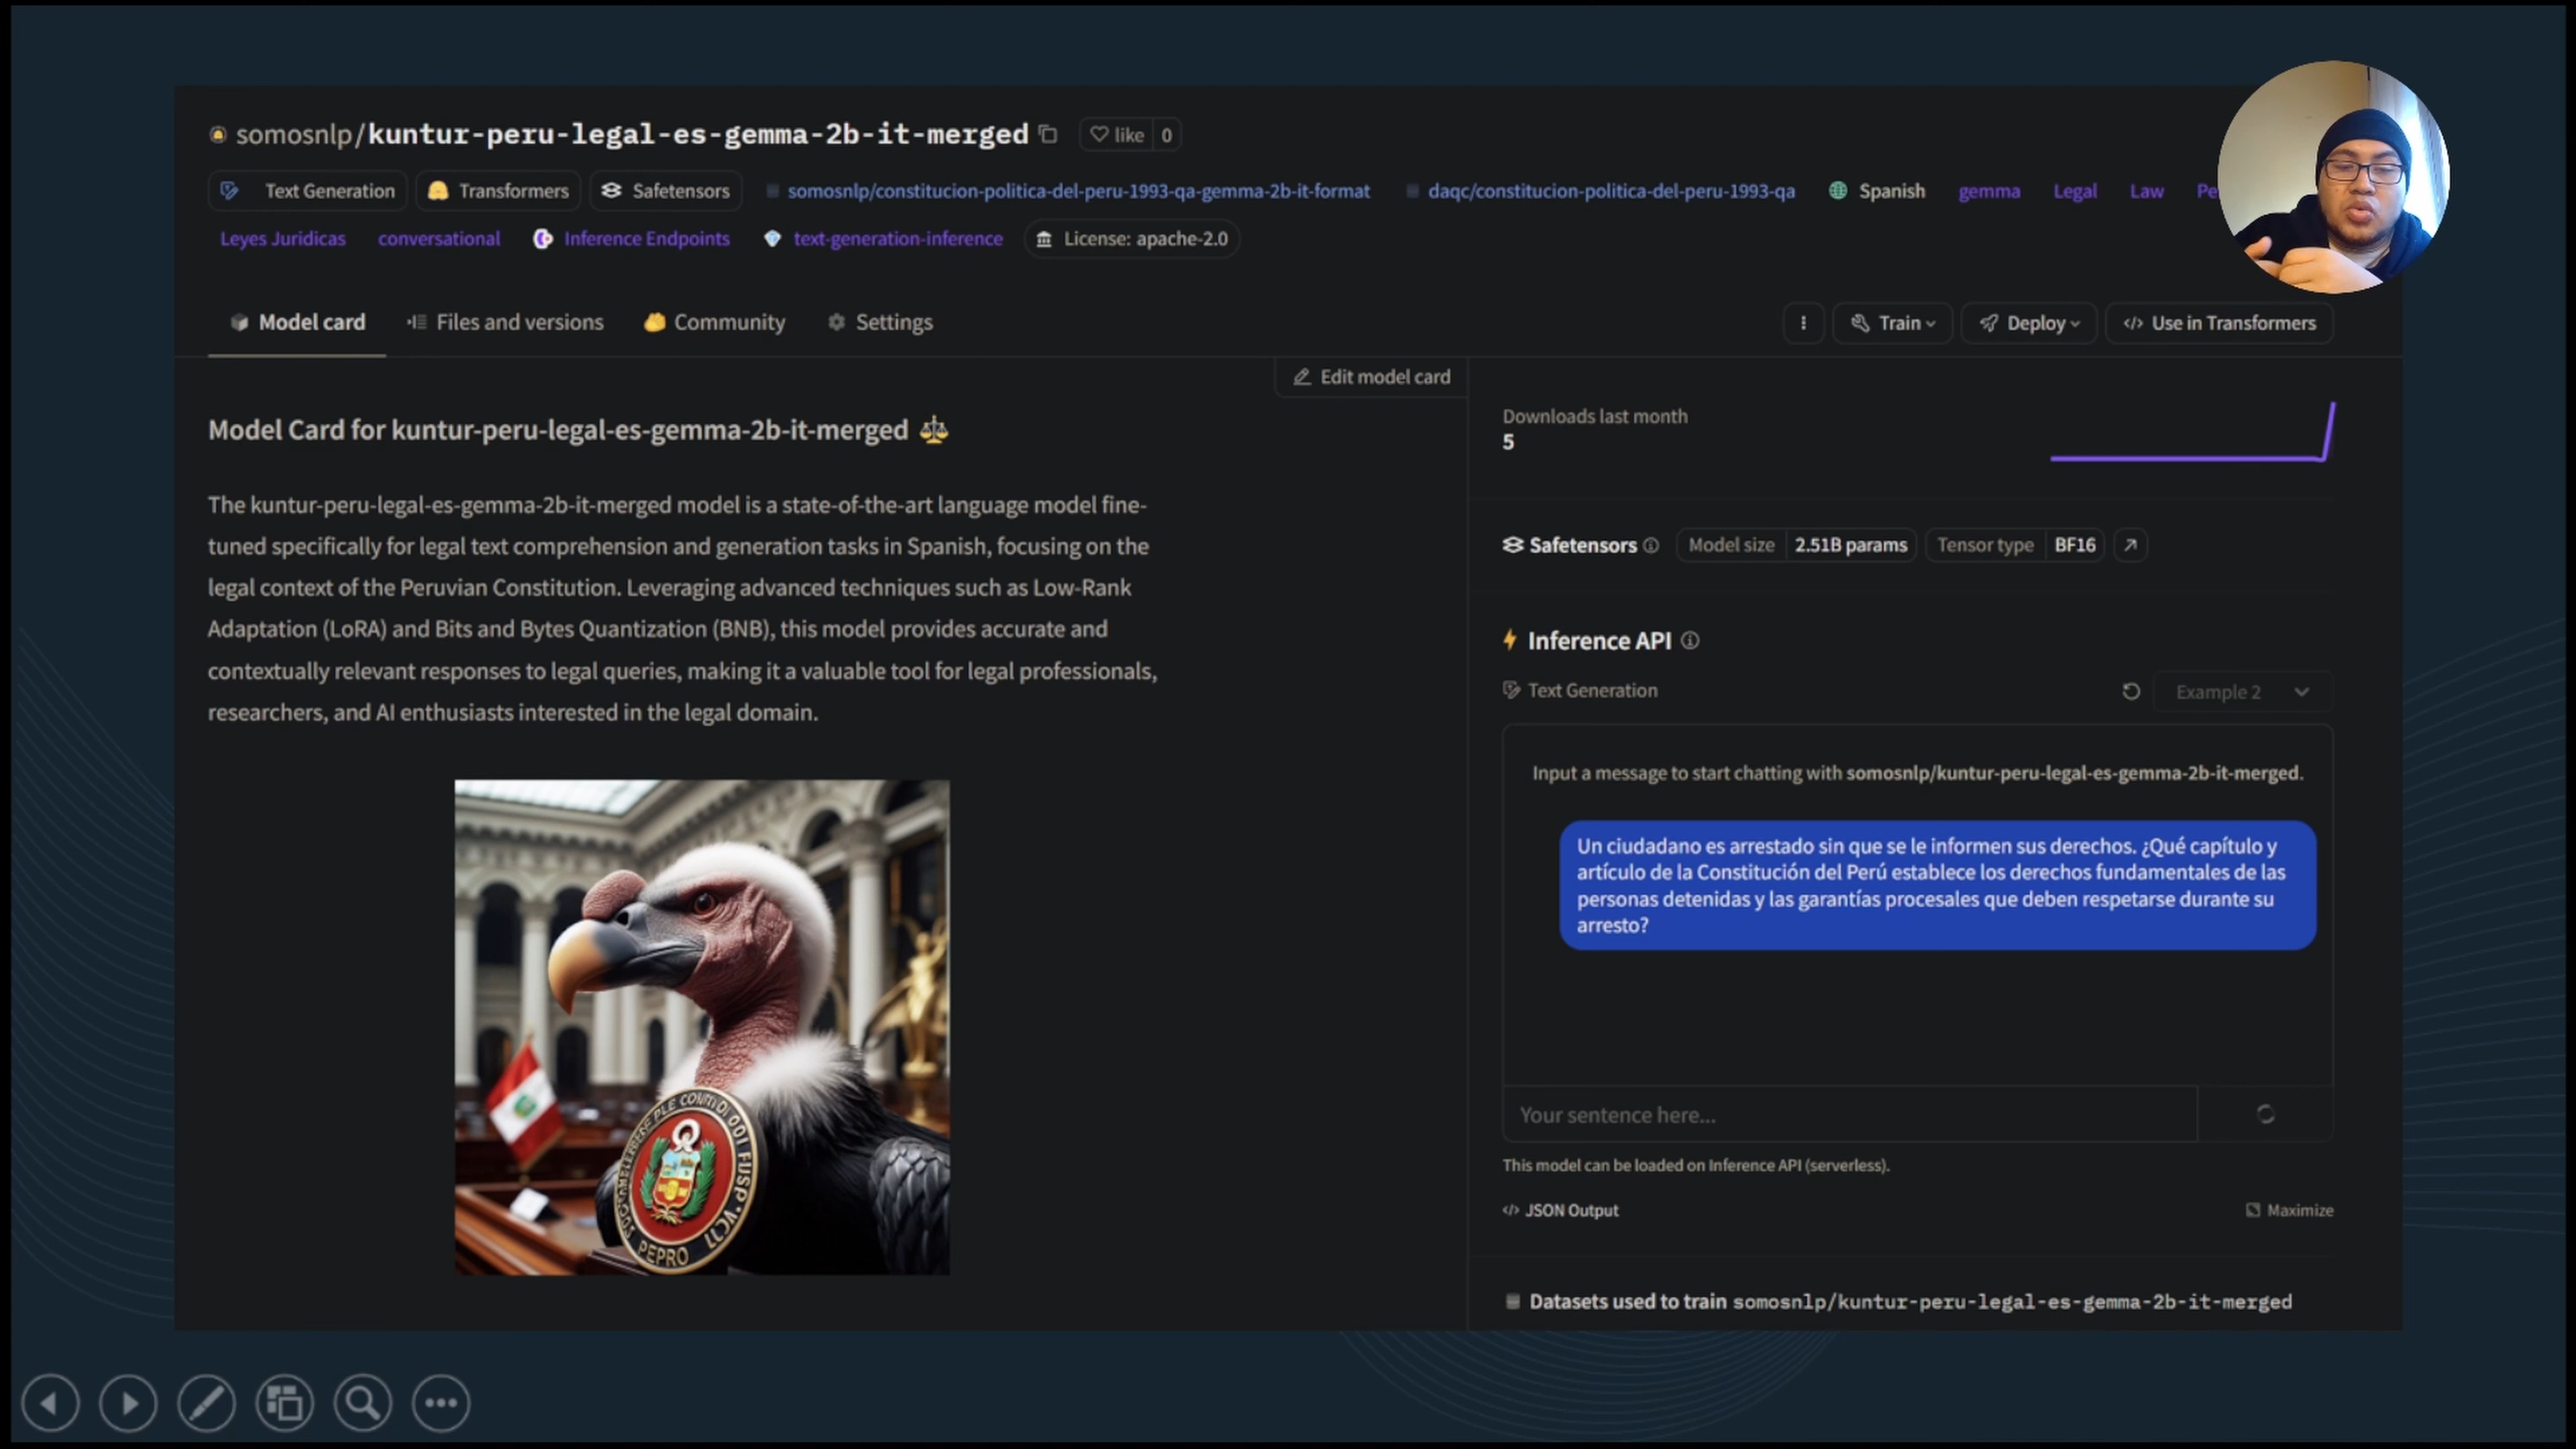 somosnlp/kuntur-peru-legal-es-gemma-2b-it-merged like 0
Text Generation Transformers Safetensors somosnlp/constitucion-politica-del-peru-1993-qa-gemma-2b-it-format daqc/constitucion-politica-del-peru-1993-qa Spanish gemma Legal Law
Leyes Juridicas conversational Inference Endpoints text-generation-inference License: apache-2.0
Model card Files and versions Community Settings Train Deploy Use in Transformers
Edit model card
Model Card for kuntur-peru-legal-es-gemma-2b-it-merged
The kuntur-peru-legal-es-gemma-2b-it-merged model is a state-of-the-art language model fine-
tuned specifically for legal text comprehension and generation tasks in Spanish, focusing on the
legal context of the Peruvian Constitution. Leveraging advanced techniques such as Low-Rank
Adaptation (LoRA) and Bits and Bytes Quantization (BNB), this model provides accurate and
contextually relevant responses to legal queries, making it a valuable tool for legal professionals,
researchers, and AI enthusiasts interested in the legal domain.
PEPRO
Downloads last month
5
Safetensors Model size 2.51B params Tensor type BF16
Inference API
Text Generation Example 2
Input a message to start chatting with somosnlp/kuntur-peru-legal-es-gemma-2b-it-merged.
Un ciudadano es arrestado sin que se le informen sus derechos. ¿Qué capítulo y
artículo de la Constitución del Perú establece los derechos fundamentales de las
personas detenidas y las garantías procesales que deben respetarse durante su
arresto?
Your sentence here...
This model can be loaded on Inference API (serverless).
JSON Output Maximize
Datasets used to train somosnlp/kuntur-peru-legal-es-gemma-2b-it-merged